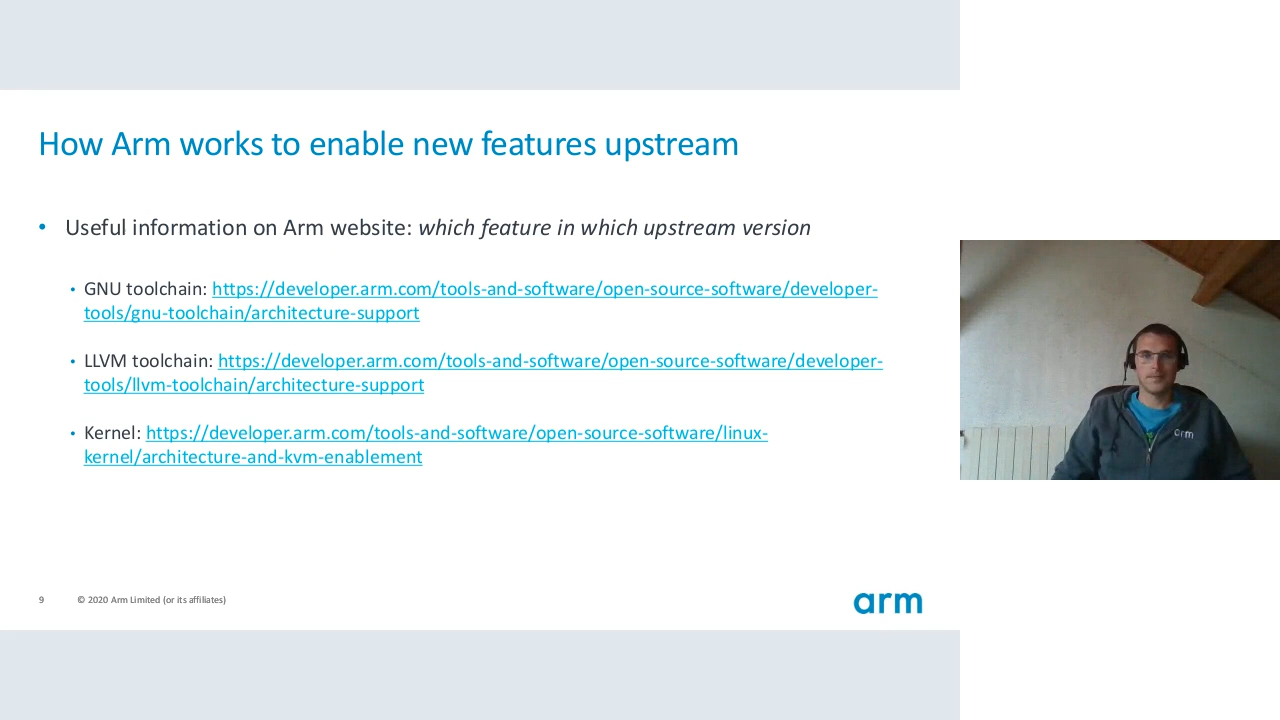 How Arm works to enable new features upstream
• Useful information on Arm website: which feature in which upstream version
• GNU toolchain: https://developer.arm.com/tools-and-software/open-source-software/developer-
tools/gnu-toolchain/architecture-support
• LLVM toolchain: https://developer.arm.com/tools-and-software/open-source-software/developer-
tools/llvm-toolchain/architecture-support
• Kernel: https://developer.arm.com/tools-and-software/open-source-software/linux-
kernel/architecture-and-kvm-enablement
arm
9 © 2020 Arm Limited (or its affiliates)
arm